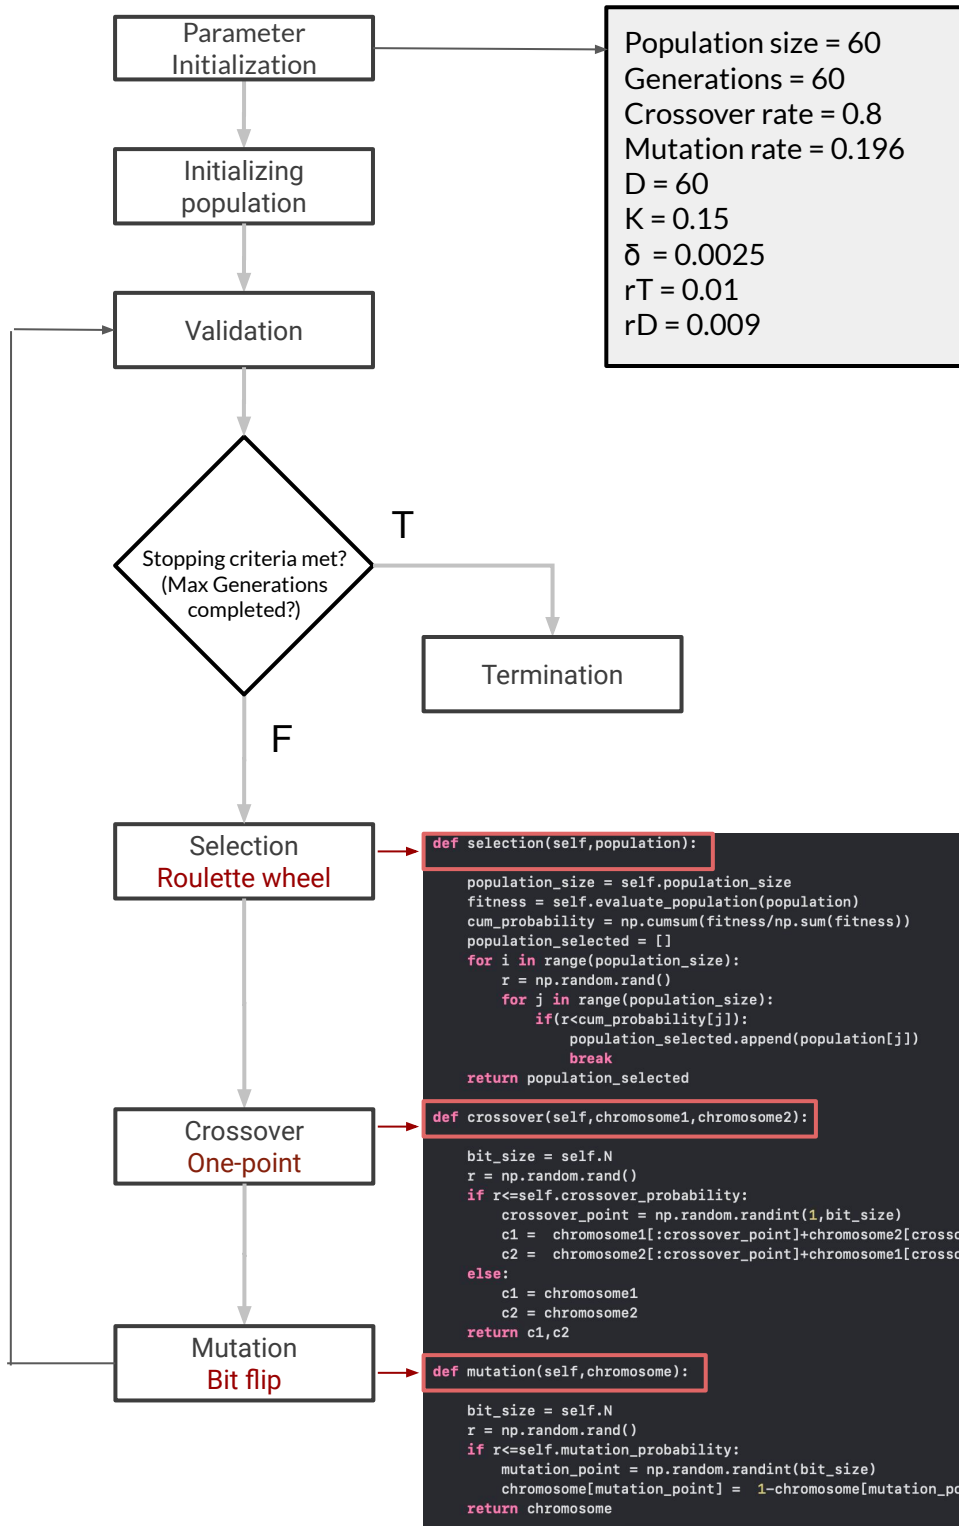 Parameter
Initialization
Population size = 60
Generations = 60
Crossover rate = 0.8
Mutation rate = 0.196
D = 60
K = 0.15
δ = 0.0025
rT = 0.01
rD = 0.009
Initializing
population
Validation
Stopping criteria met?
(Max Generations
completed?)
T
Termination
F
Selection
Roulette wheel
def selection(self,population):
population_size = self.population_size
fitness = self.evaluate_population(population)
cum_probability = np.cumsum(fitness/np.sum(fitness))
population_selected = []
for i in range(population_size):
r = np.random.rand()
for j in range(population_size):
if(r<cum_probability[j]):
population_selected.append(population[j])
break
return population_selected
Crossover
One-point
def crossover(self,chromosome1,chromosome2):
bit_size = self.N
r = np.random.rand()
if r<=self.crossover_probability:
crossover_point = np.random.randint(1,bit_size)
c1 =  chromosome1[:crossover_point]+chromosome2[crosso
c2 =  chromosome2[:crossover_point]+chromosome1[crosso
else:
c1 = chromosome1
c2 = chromosome2
return c1,c2
Mutation
Bit flip
def mutation(self,chromosome):
bit_size = self.N
r = np.random.rand()
if r<=self.mutation_probability:
mutation_point = np.random.randint(bit_size)
chromosome[mutation_point] =  1-chromosome[mutation_po
return chromosome